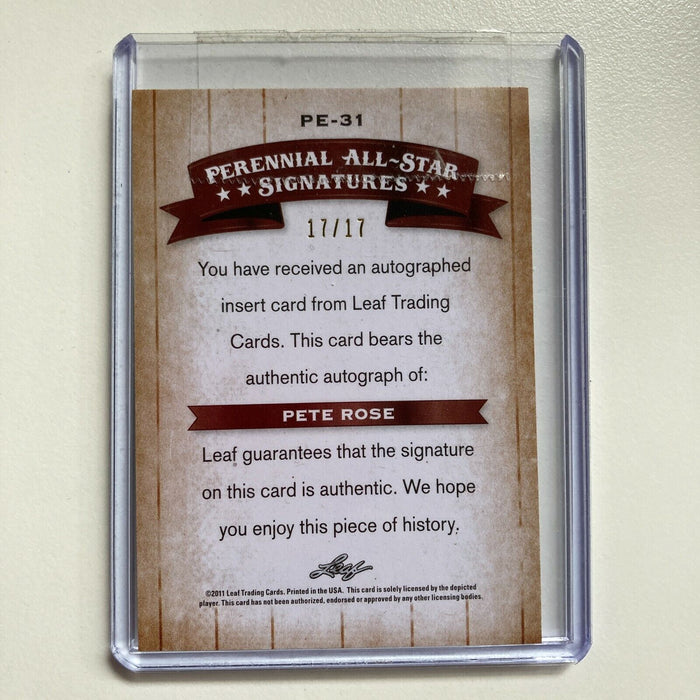 PE-31
PERENNIAL ALL~STAR
★ ★ SIGNATURES ★ ★
17/17
You have received an autographed
insert card from Leaf Trading
Cards. This card bears the
authentic autograph of:
PETE ROSE
Leaf guarantees that the signature
on this card is authentic. We hope
you enjoy this piece of history.
Leaf
©2011 Leaf Trading Cards. Printed in the USA. This card is solely licensed by the depicted
player. This card has not been authorized, endorsed or approved by any other licensing bodies.